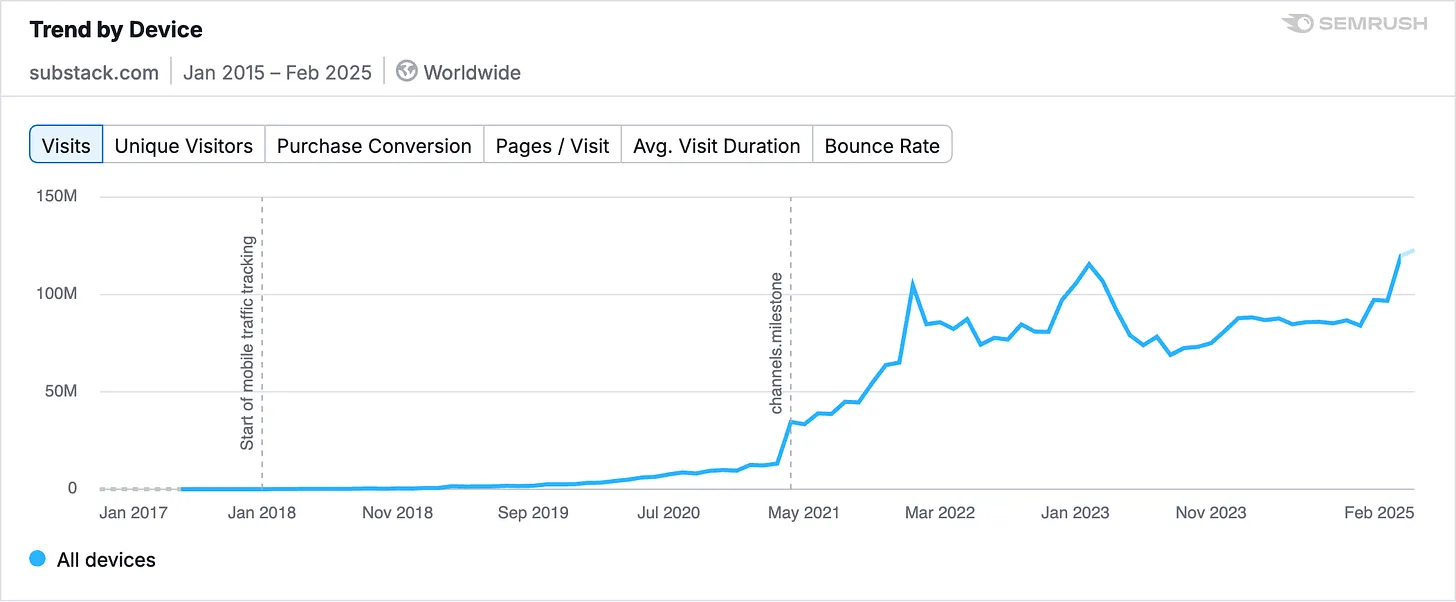 Trend by Device
SEMRUSH
substack.com Jan 2015 – Feb 2025 Worldwide
Visits Unique Visitors Purchase Conversion Pages / Visit Avg. Visit Duration Bounce Rate
150M
100M
50M
0
Start of mobile traffic tracking
channels.milestone
Jan 2017 Jan 2018 Nov 2018 Sep 2019 Jul 2020 May 2021 Mar 2022 Jan 2023 Nov 2023 Feb 2025
All devices